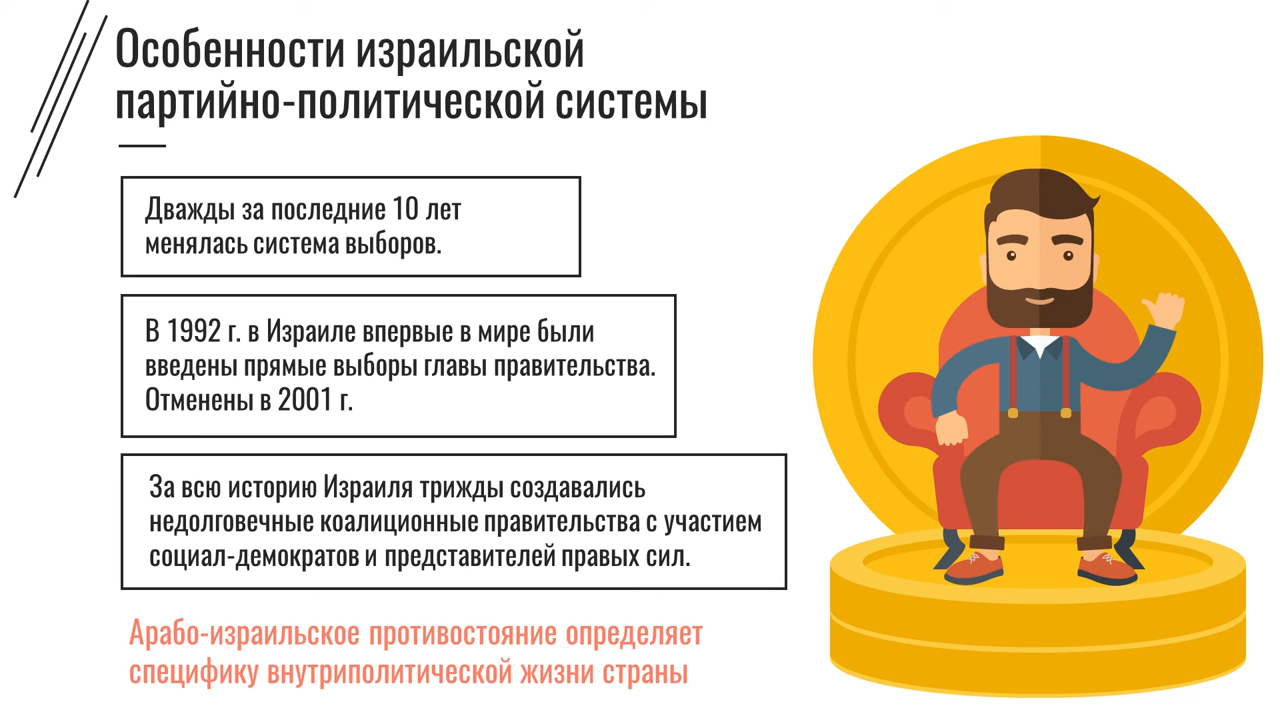 Особенности израильской
партийно-политической системы
Дважды за последние 10 лет
менялась система выборов.
В 1992 г. в Израиле впервые в мире были
введены прямые выборы главы правительства.
Отменены в 2001 г.
За всю историю Израиля трижды создавались
недолговечные коалиционные правительства с участием
социал-демократов и представителей правых сил.
Арабо-израильское противостояние определяет
специфику внутриполитической жизни страны